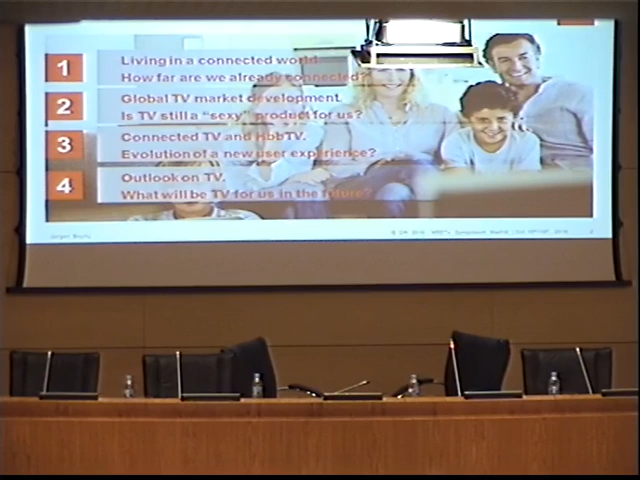 1
Living in a connected world
How far are we already connected?
2
Global TV market development.
Is TV still a "sexy" product for us?
3
Connected TV and HbbTV.
Evolution of a new user experience?
4
Outlook on TV.
What will be TV for us in the future?